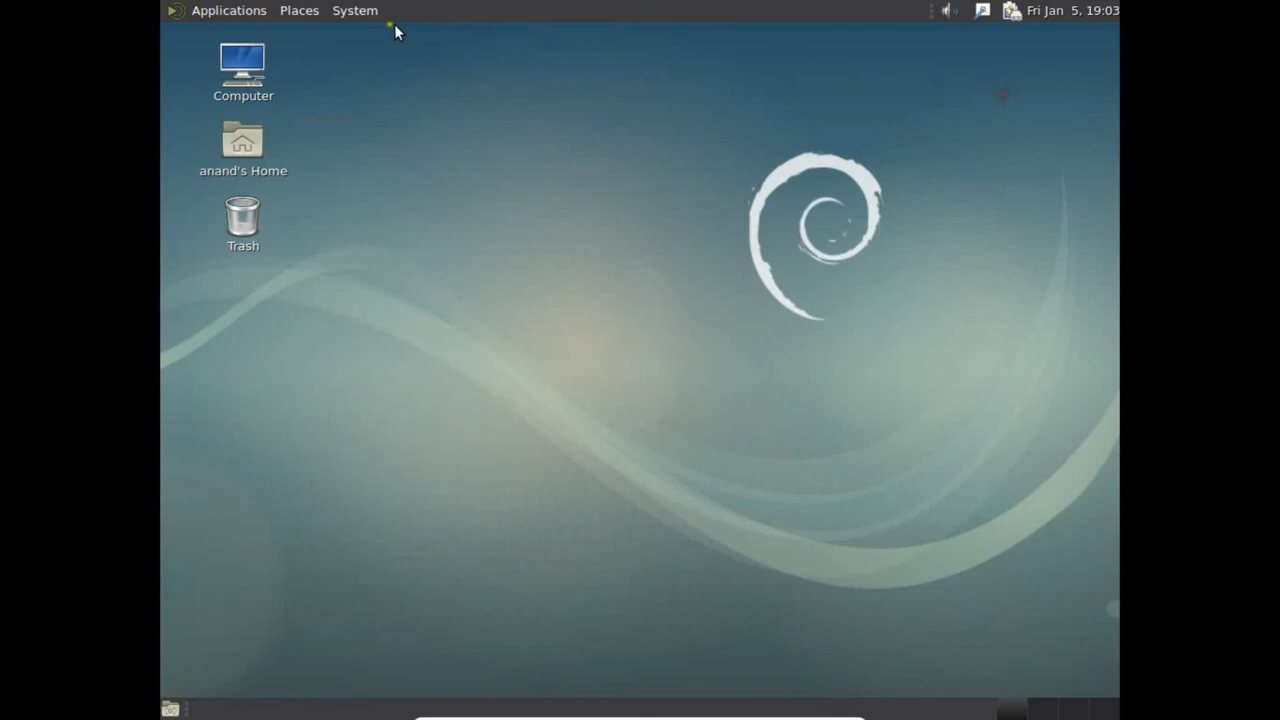 Applications Places System Fri Jan 5, 19:03
Computer
anand's Home
Trash